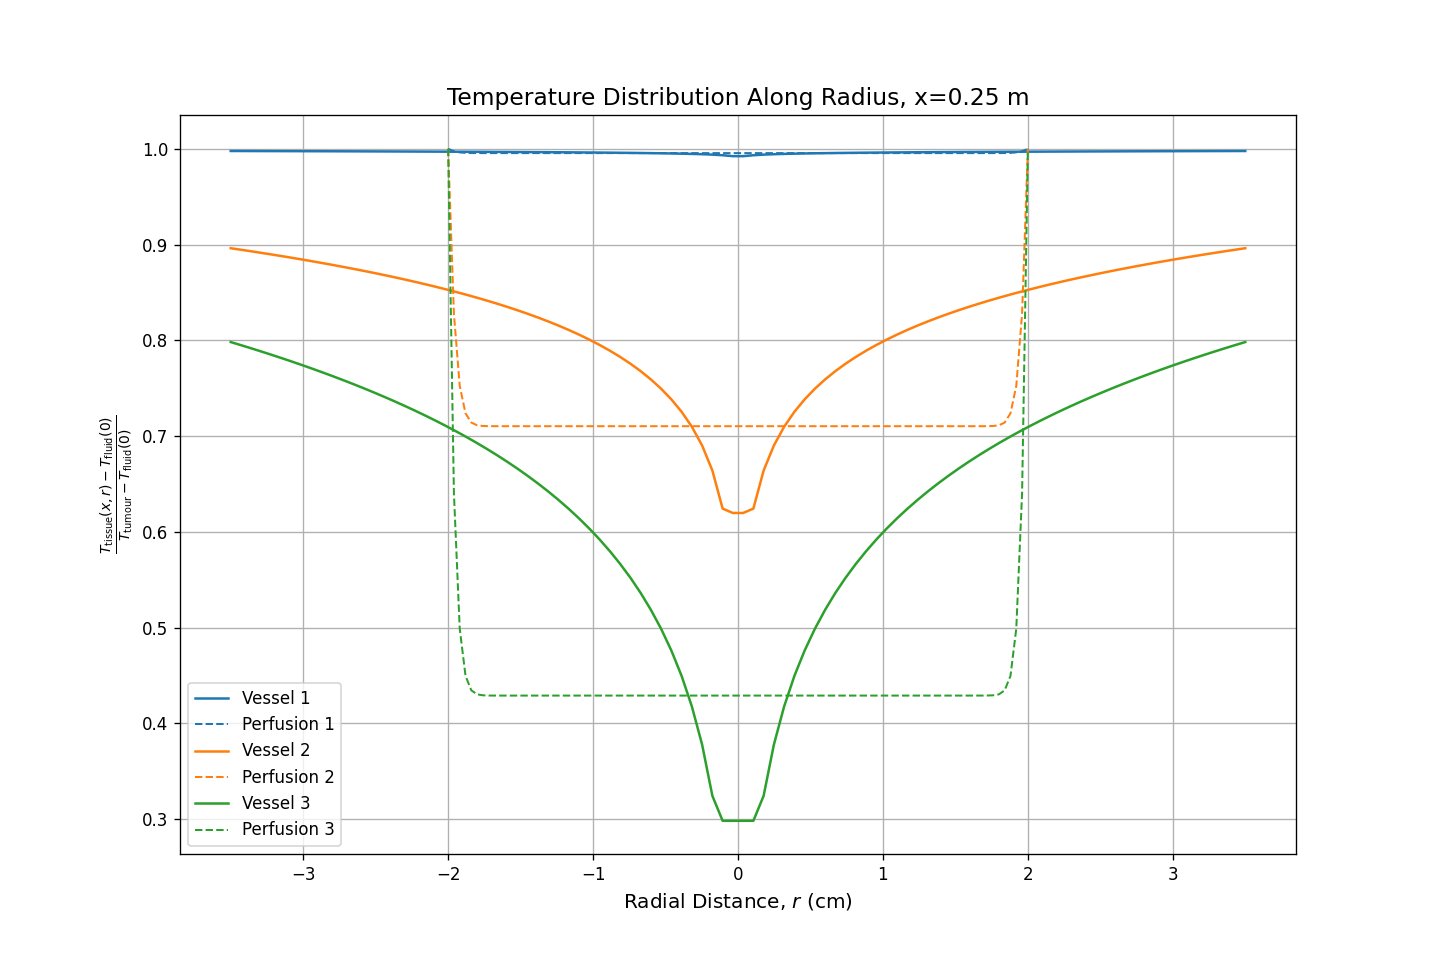 Temperature Distribution Along Radius, x=0.25 m
1.0
0.9
0.8
0.7
0.6
0.5
0.4
0.3
T_tissue(x, r) − T_fluid(0)
T_tumour − T_fluid(0)
Vessel 1
Perfusion 1
Vessel 2
Perfusion 2
Vessel 3
Perfusion 3
−3 −2 −1 0 1 2 3
Radial Distance, r (cm)